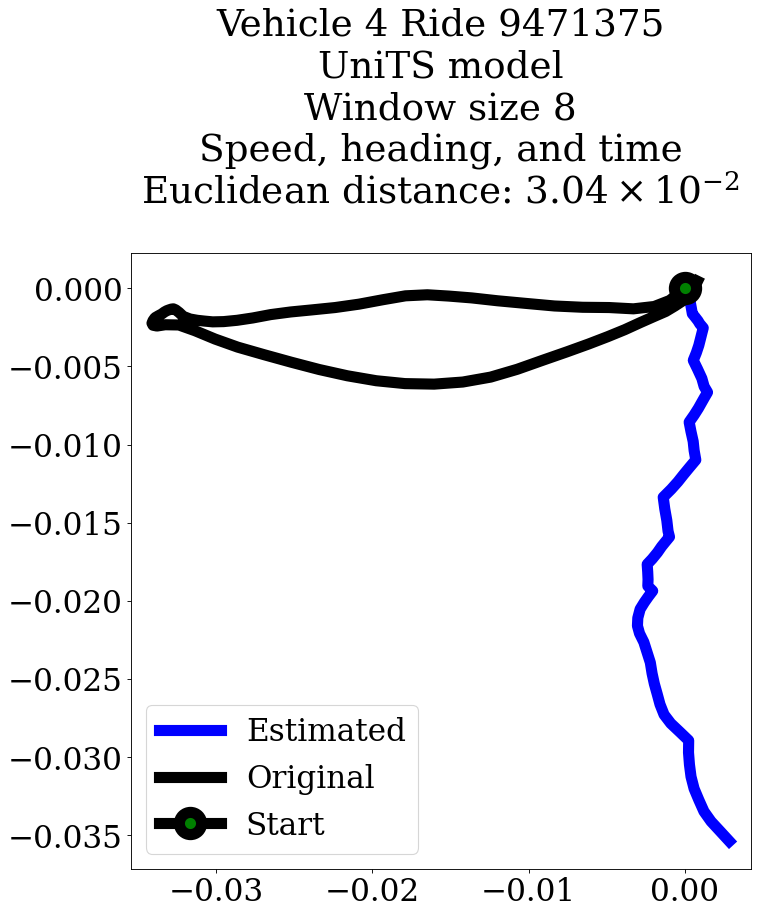 Vehicle 4 Ride 9471375
UniTS model
Window size 8
Speed, heading, and time
Euclidean distance: 3.04 × 10⁻²
0.000
−0.005
−0.010
−0.015
−0.020
−0.025
−0.030
−0.035
Estimated
Original
Start
−0.03
−0.02
−0.01
0.00